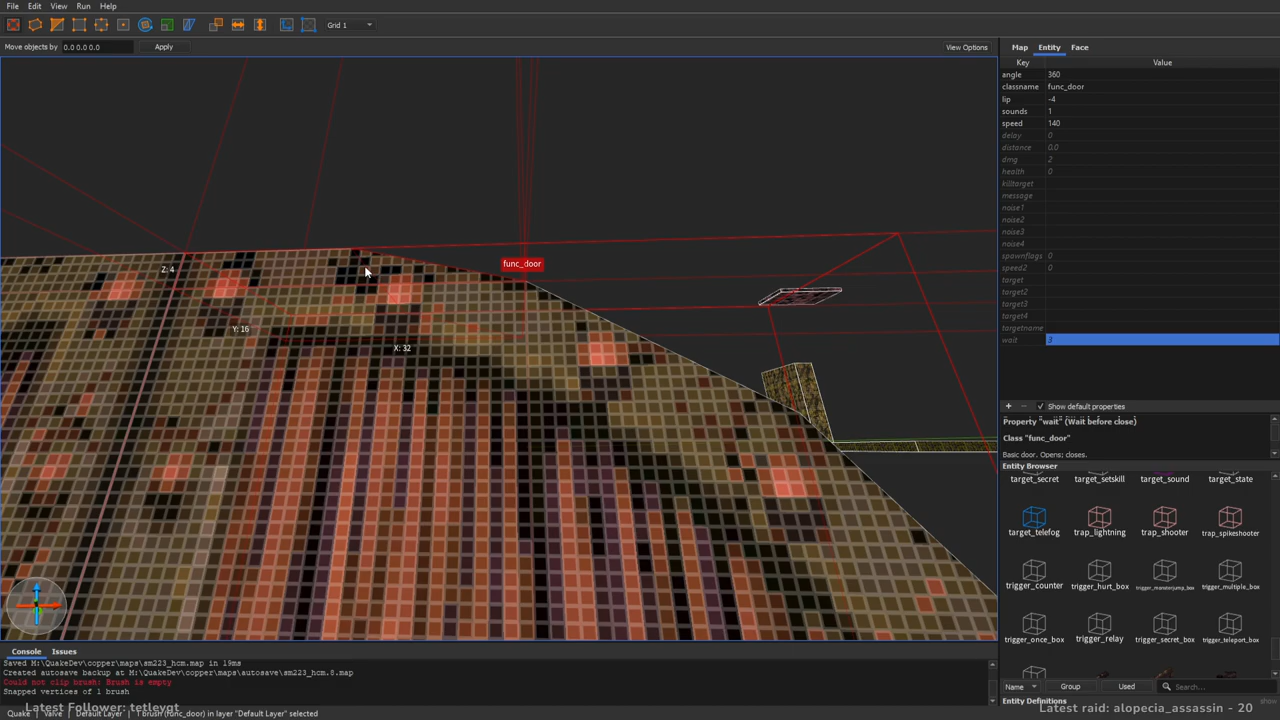 File Edit View Run Help
Grid 1
Move objects by 0.0 0.0 0.0 Apply View Options
Map Entity Face
Key Value
angle 360
classname func_door
lip -4
sounds 1
speed 140
delay 0
distance 0.0
dmg 2
health 0
killtarget
message
noise1
noise2
noise3
noise4
spawnflags 0
speed2 0
target
target2
target3
target4
targetname
wait 3
func_door
Z: 4
Y: 16
X: 32
+ − Show default properties
Property "wait" (Wait before close)
Class "func_door"
Basic door. Opens; closes.
Entity Browser
target_secret target_setskill target_sound target_state
target_telefog trap_lightning trap_shooter trap_spikeshooter
trigger_counter trigger_hurt_box trigger_monsterjump_box trigger_multiple_box
trigger_once_box trigger_relay trigger_secret_box trigger_teleport_box
Name Group Used Search...
Entity Definitions
Console Issues
Saved M:\QuakeDev\copper\maps\sm223_hcm.map in 19ms
Created autosave backup at M:\QuakeDev\copper\maps\autosave\sm223_hcm.8.map
Could not clip brush: Brush is empty
Snapped vertices of 1 brush
Latest Follower: tetlevgt
Latest raid: alopecia_assassin - 20
Quake Valve Default Layer 1 brush (func_door) in layer "Default Layer" selected